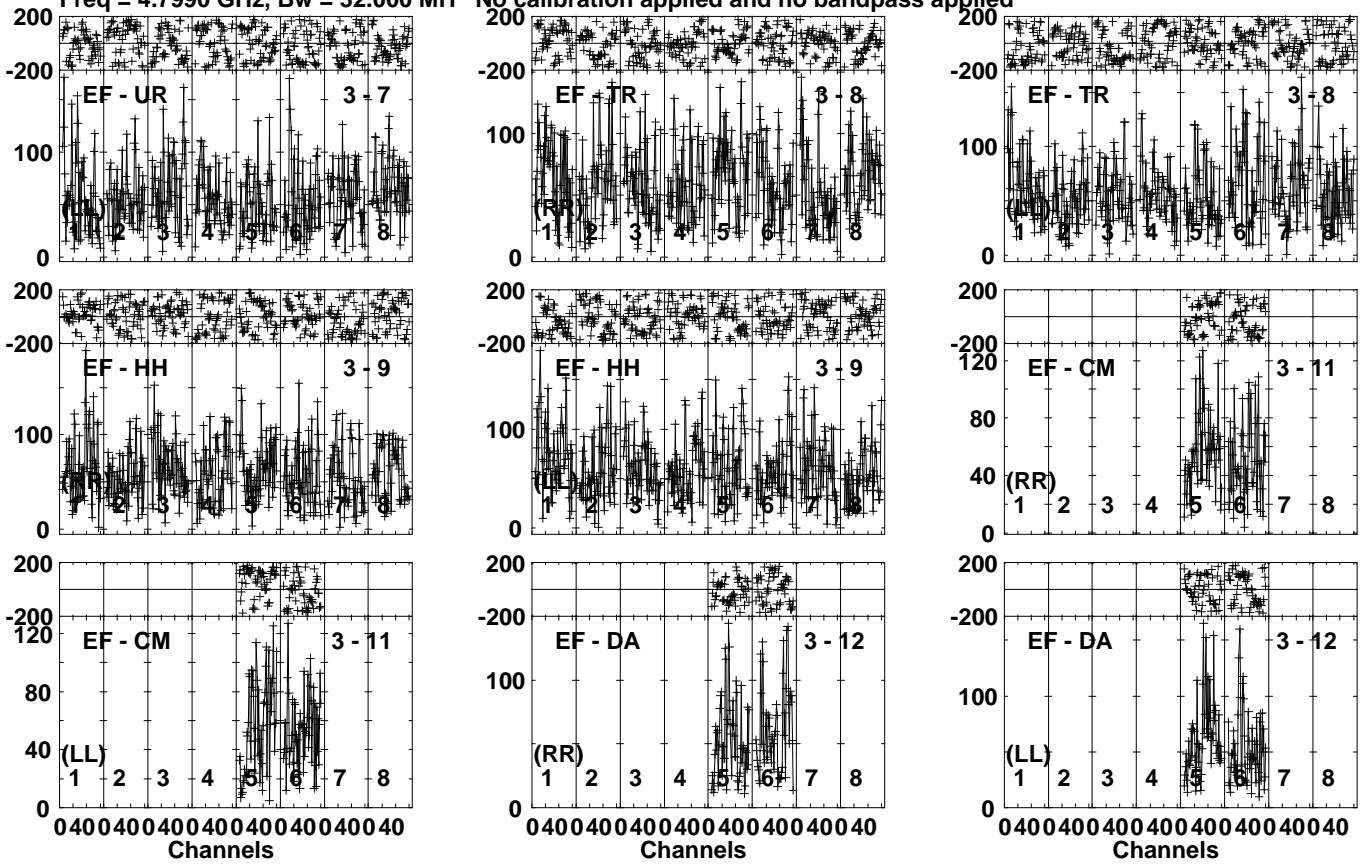 Freq = 4.7990 GHz, Bw = 32.000 MH No calibration applied and no bandpass applied
200
-200
EF - UR 3 - 7
100
(LL)
1 2 3 4 5 6 7 8
0
200
-200
EF - TR 3 - 8
100
(RR)
1 2 3 4 5 6 7 8
0
200
-200
EF - TR 3 - 8
100
(LL)
1 2 3 4 5 6 7 8
0
200
-200
EF - HH 3 - 9
100
(RR)
1 2 3 4 5 6 7 8
0
200
-200
EF - HH 3 - 9
100
(LL)
1 2 3 4 5 6 7 8
0
200
-200
120
EF - CM 3 - 11
80
40
(RR)
1 2 3 4 5 6 7 8
0
200
-200
120
EF - CM 3 - 11
80
40
(LL)
1 2 3 4 5 6 7 8
0
0 40 0 40 0 40 0 40 0 40 0 40 0 40 0 40
Channels
200
-200
EF - DA 3 - 12
100
(RR)
1 2 3 4 5 6 7 8
0
0 40 0 40 0 40 0 40 0 40 0 40 0 40 0 40
Channels
200
-200
EF - DA 3 - 12
100
(LL)
1 2 3 4 5 6 7 8
0
0 40 0 40 0 40 0 40 0 40 0 40 0 40 0 40
Channels